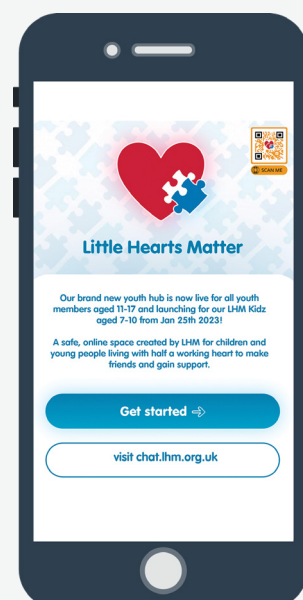 SCAN ME
Little Hearts Matter
Our brand new youth hub is now live for all youth
members aged 11-17 and launching for our LHM Kidz
aged 7-10 from Jan 25th 2023!
A safe, online space created by LHM for children and
young people living with half a working heart to make
friends and gain support.
Get started
visit chat.lhm.org.uk